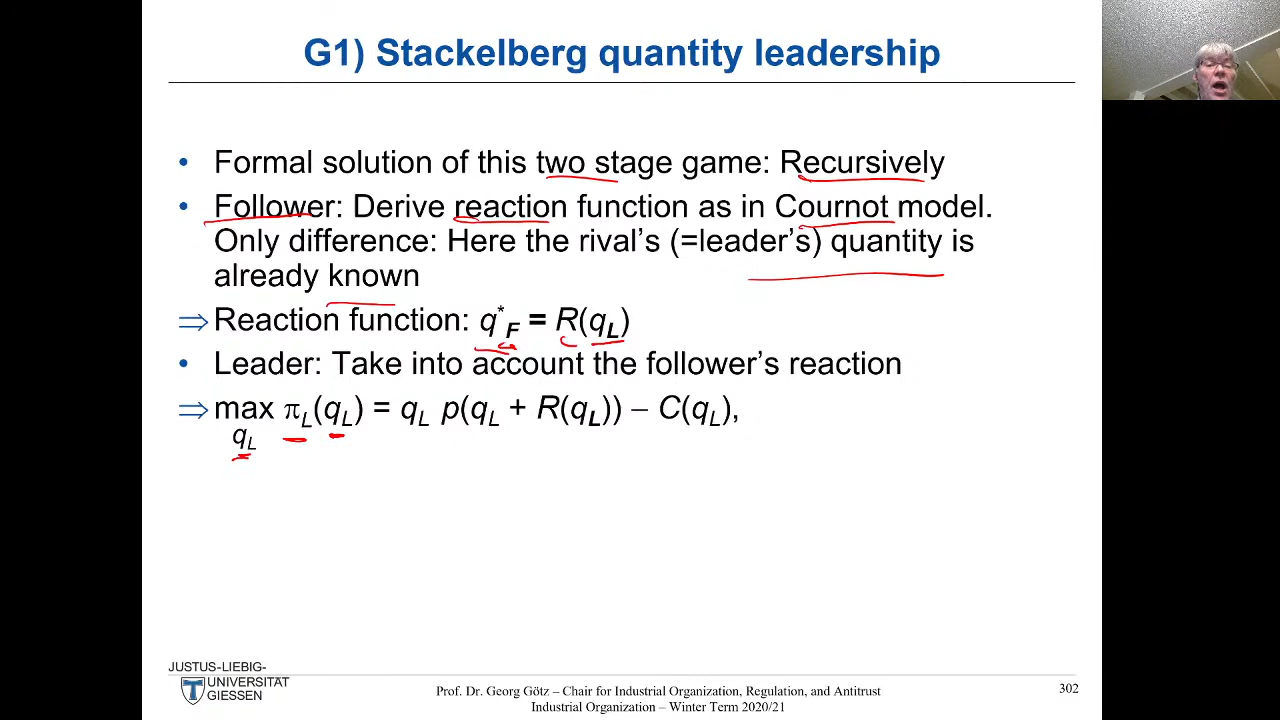 G1) Stackelberg quantity leadership
• Formal solution of this two stage game: Recursively
• Follower: Derive reaction function as in Cournot model.
Only difference: Here the rival's (=leader's) quantity is
already known
⇒ Reaction function: q*F = R(qL)
• Leader: Take into account the follower's reaction
⇒ max πL(qL) = qL p(qL + R(qL)) – C(qL),
qL
JUSTUS-LIEBIG-
UNIVERSITÄT
GIESSEN
Prof. Dr. Georg Götz – Chair for Industrial Organization, Regulation, and Antitrust
Industrial Organization – Winter Term 2020/21
302